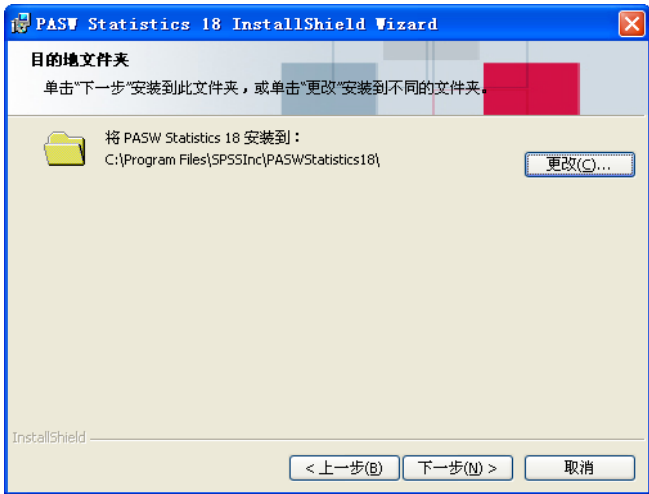 PASW Statistics 18 InstallShield Wizard
目的地文件夹
单击“下一步”安装到此文件夹，或单击“更改”安装到不同的文件夹。
将 PASW Statistics 18 安装到：
C:\Program Files\SPSSInc\PASWStatistics18\
更改(C)...
InstallShield
< 上一步(B)
下一步(N) >
取消